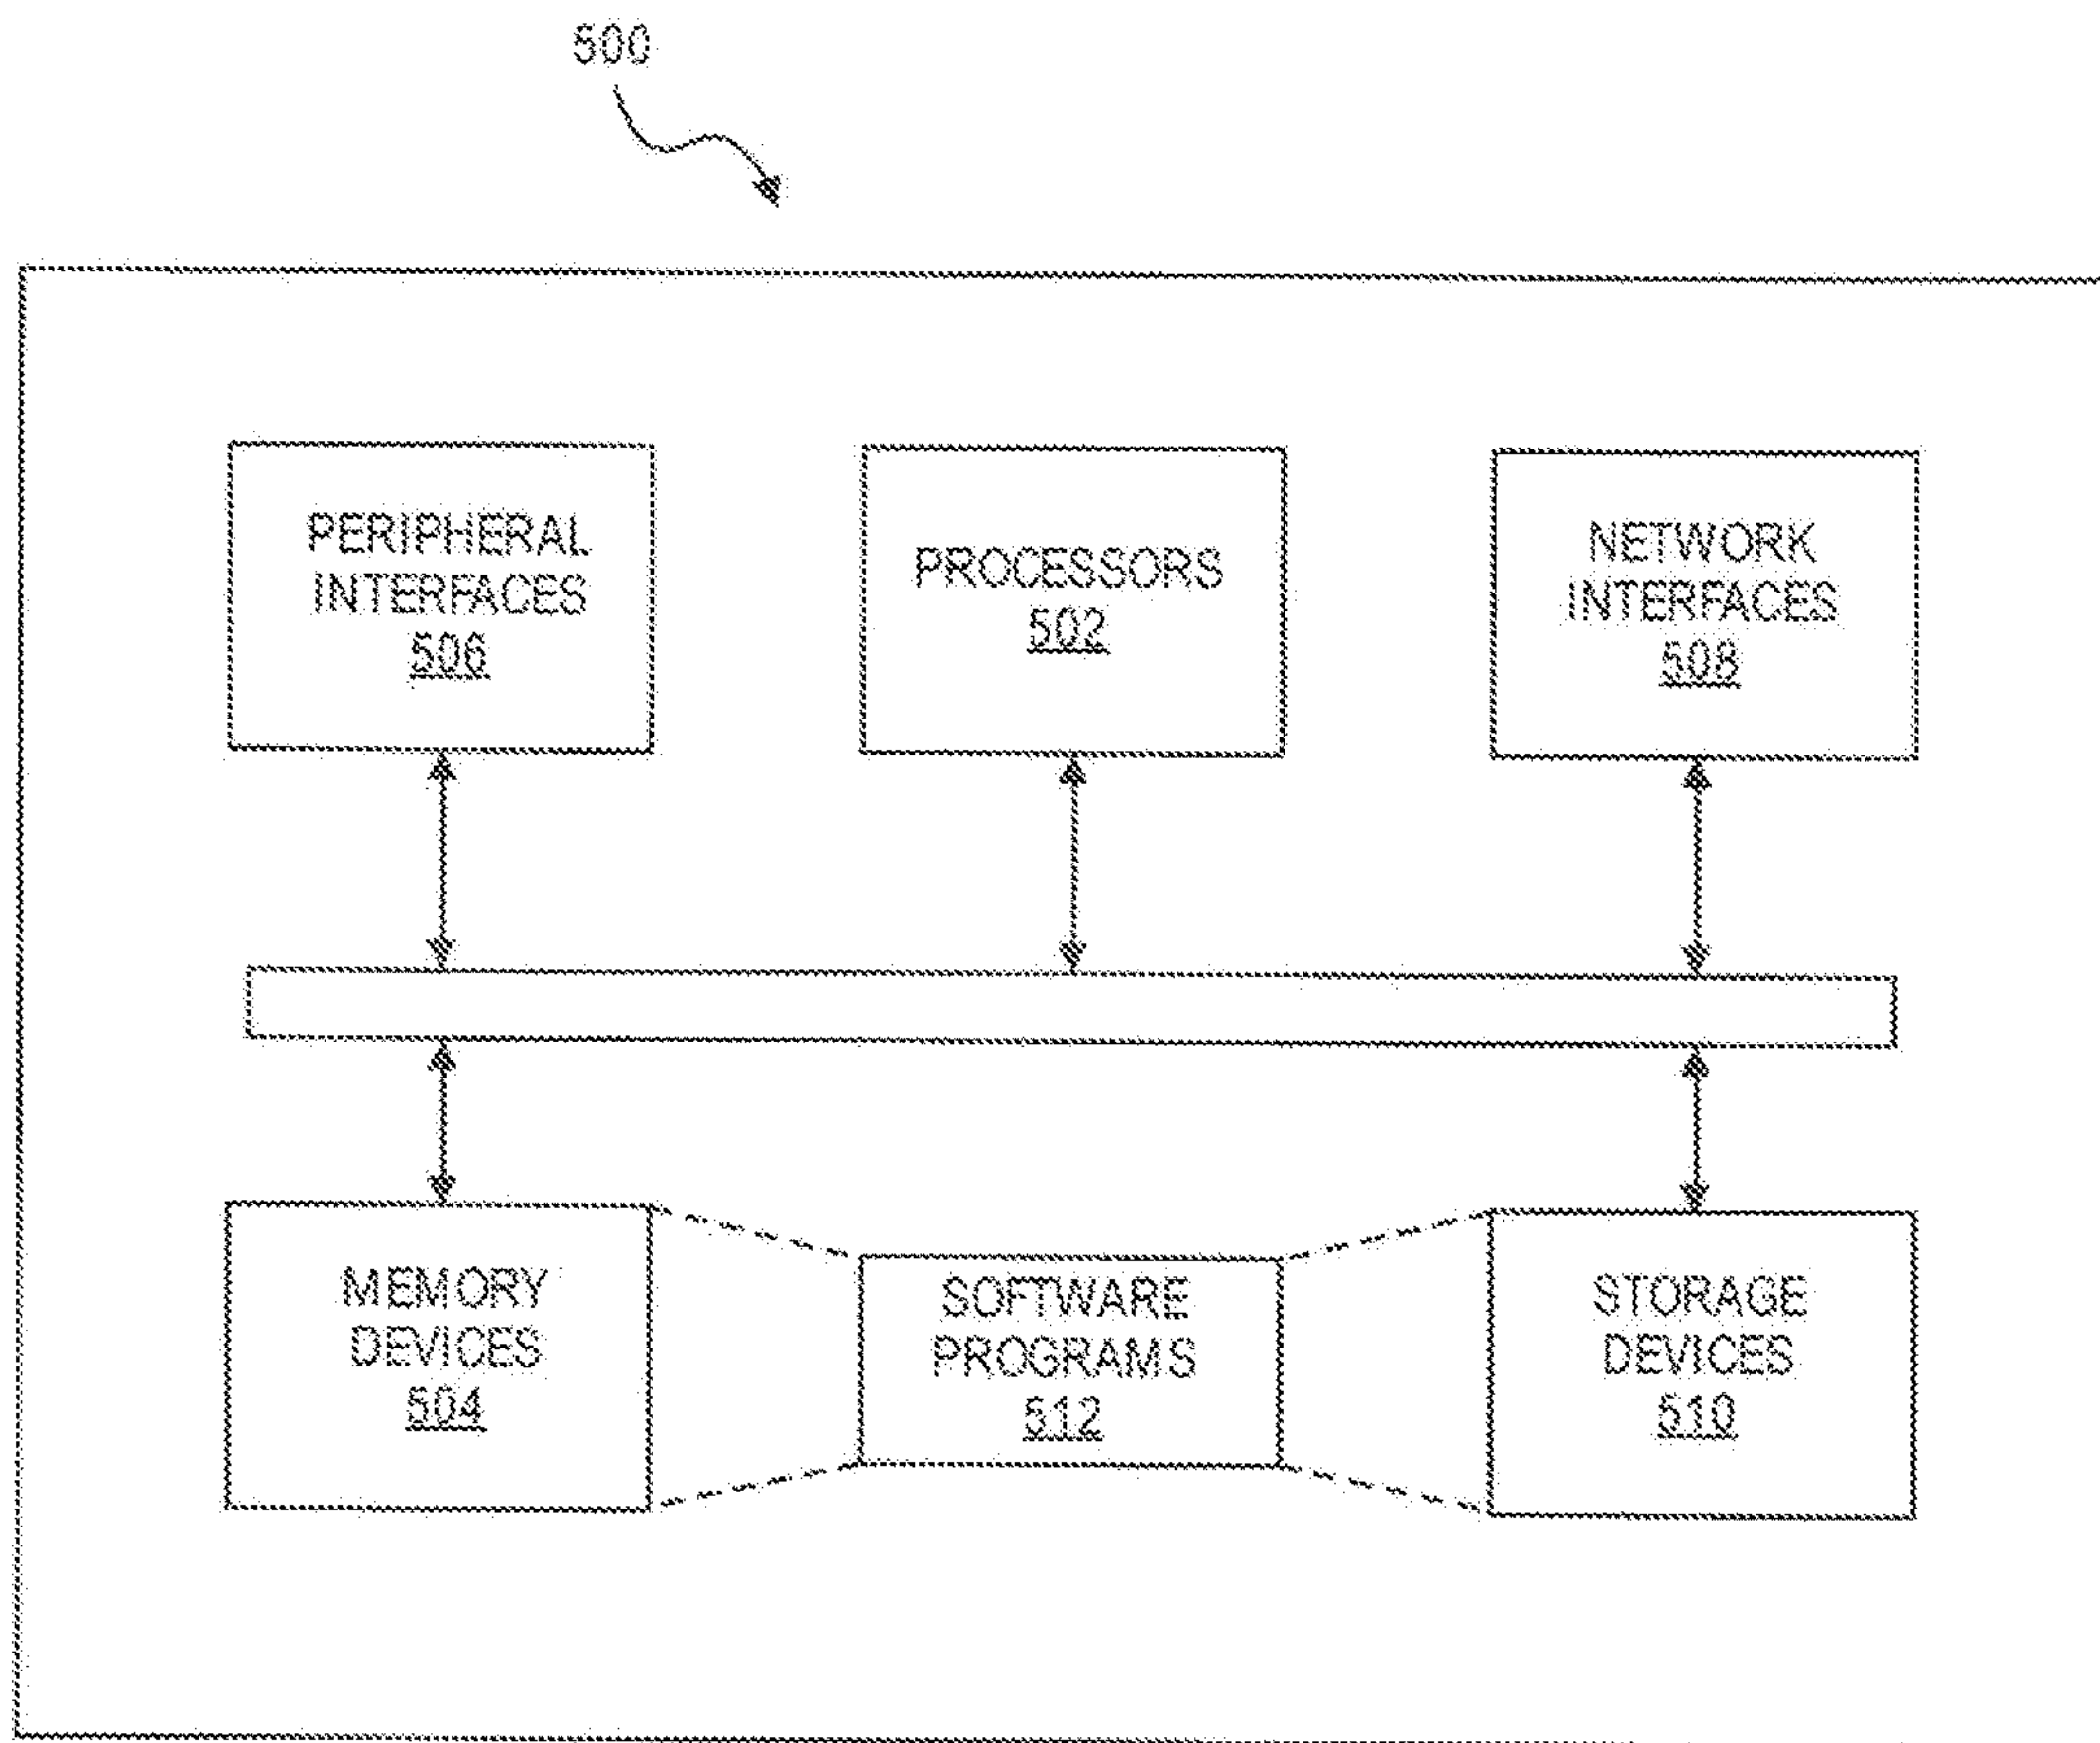 500
PERIPHERAL
INTERFACES
506
PROCESSORS
502
NETWORK
INTERFACES
508
MEMORY
DEVICES
504
SOFTWARE
PROGRAMS
512
STORAGE
DEVICES
510